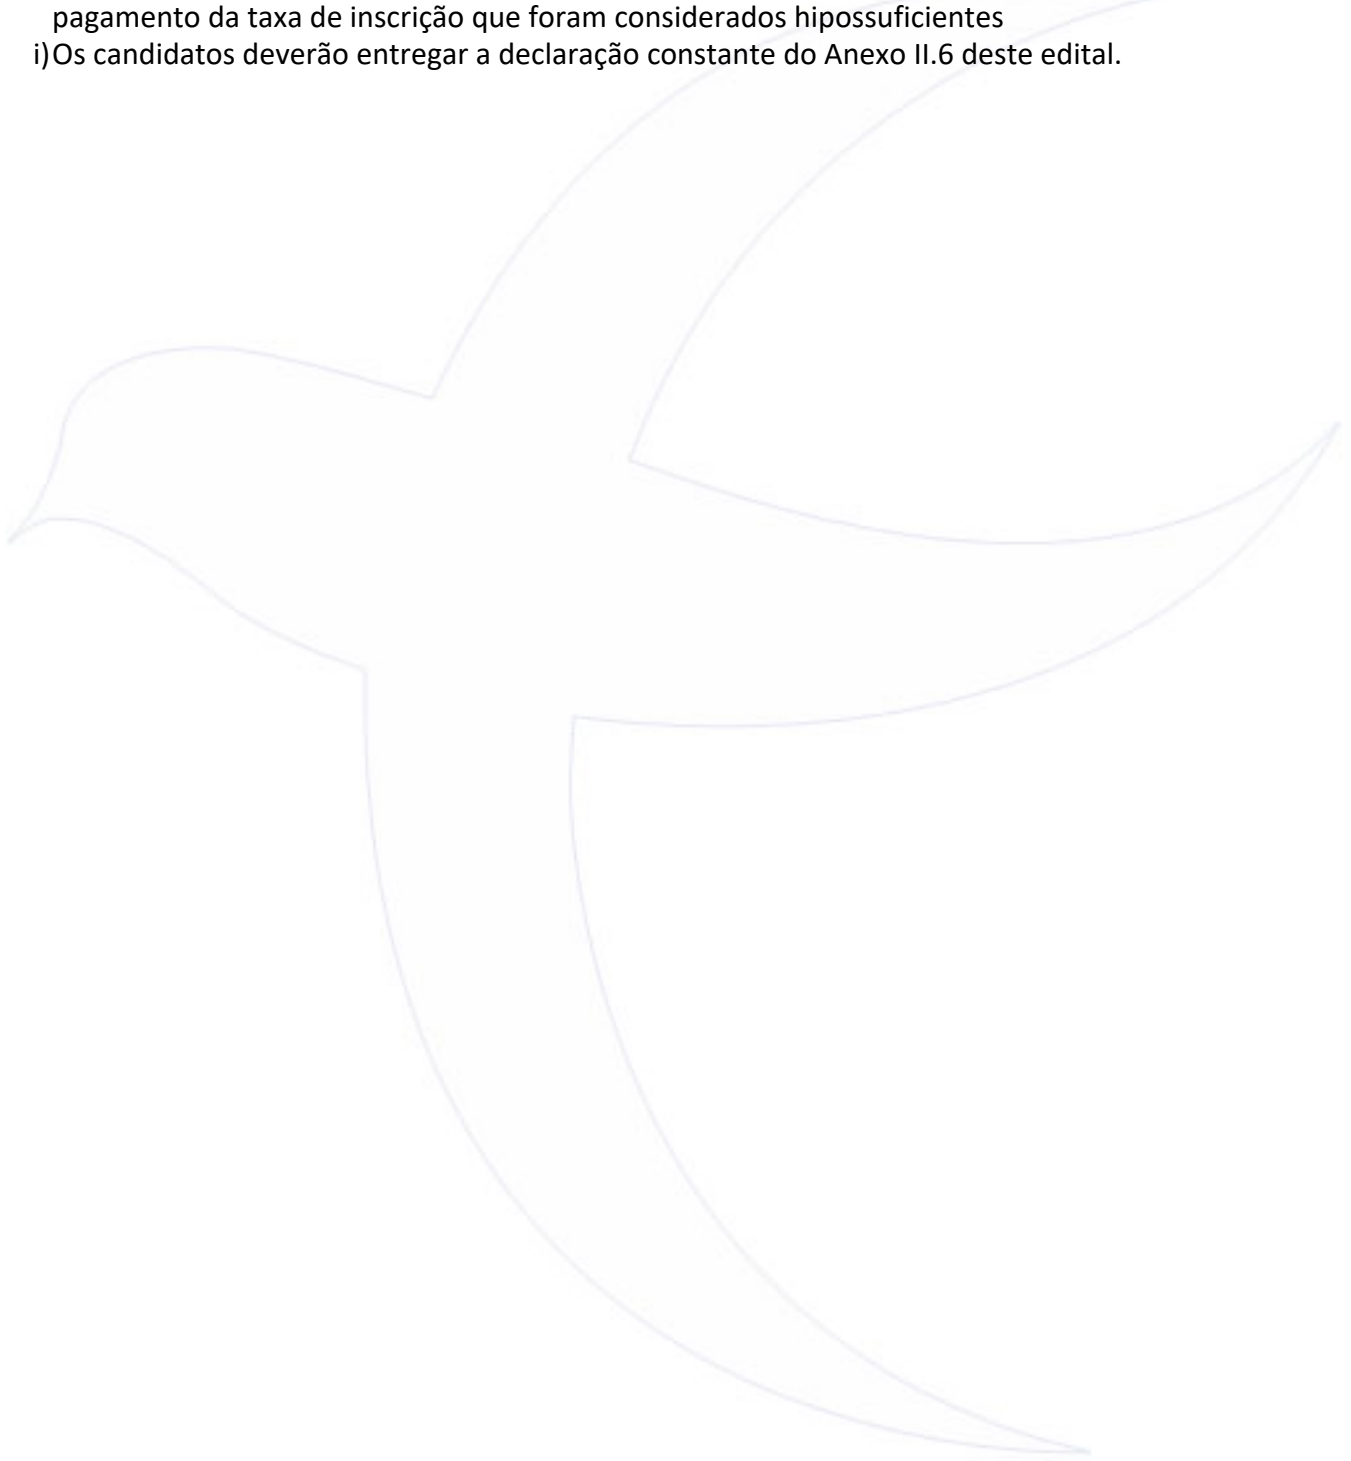 pagamento da taxa de inscrição que foram considerados hipossuficientes
i)Os candidatos deverão entregar a declaração constante do Anexo II.6 deste edital.